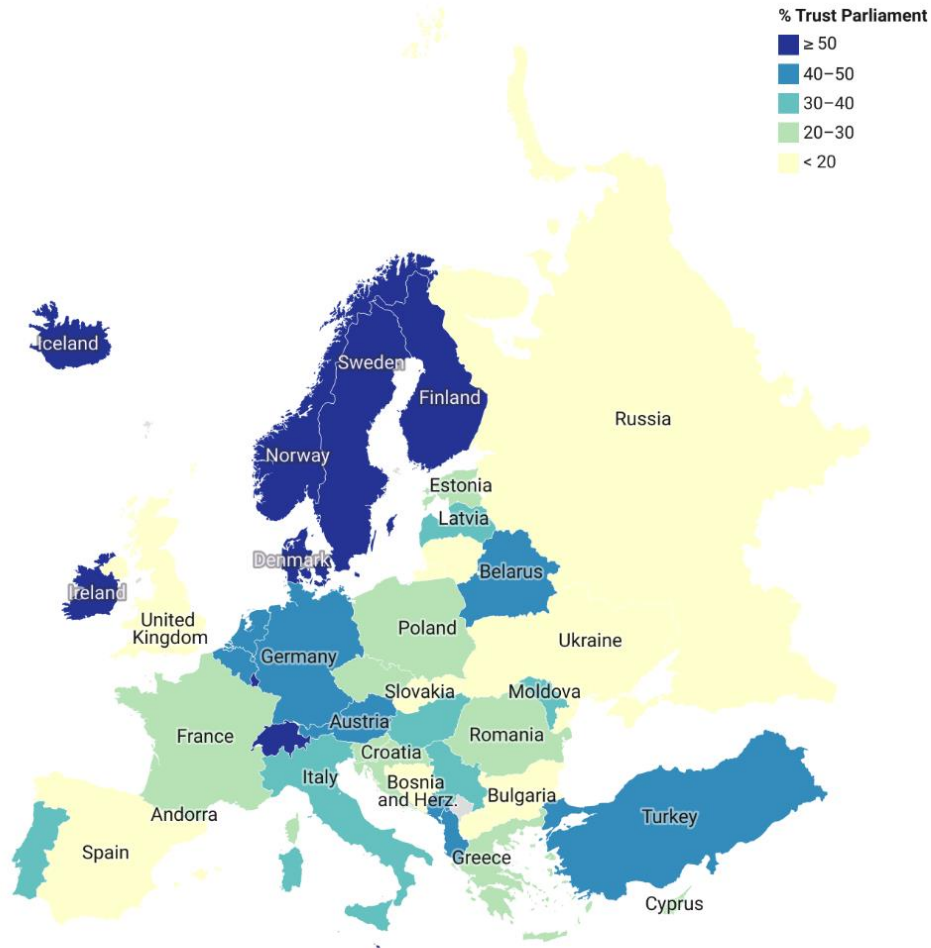 % Trust Parliament
≥ 50
40–50
30–40
20–30
< 20
Iceland
Sweden
Finland
Norway
Russia
Estonia
Latvia
Denmark
Belarus
Ireland
United
Kingdom
Poland
Ukraine
Germany
Slovakia
Moldova
Austria
France
Romania
Croatia
Italy
Bosnia
and Herz.
Bulgaria
Andorra
Turkey
Spain
Greece
Cyprus